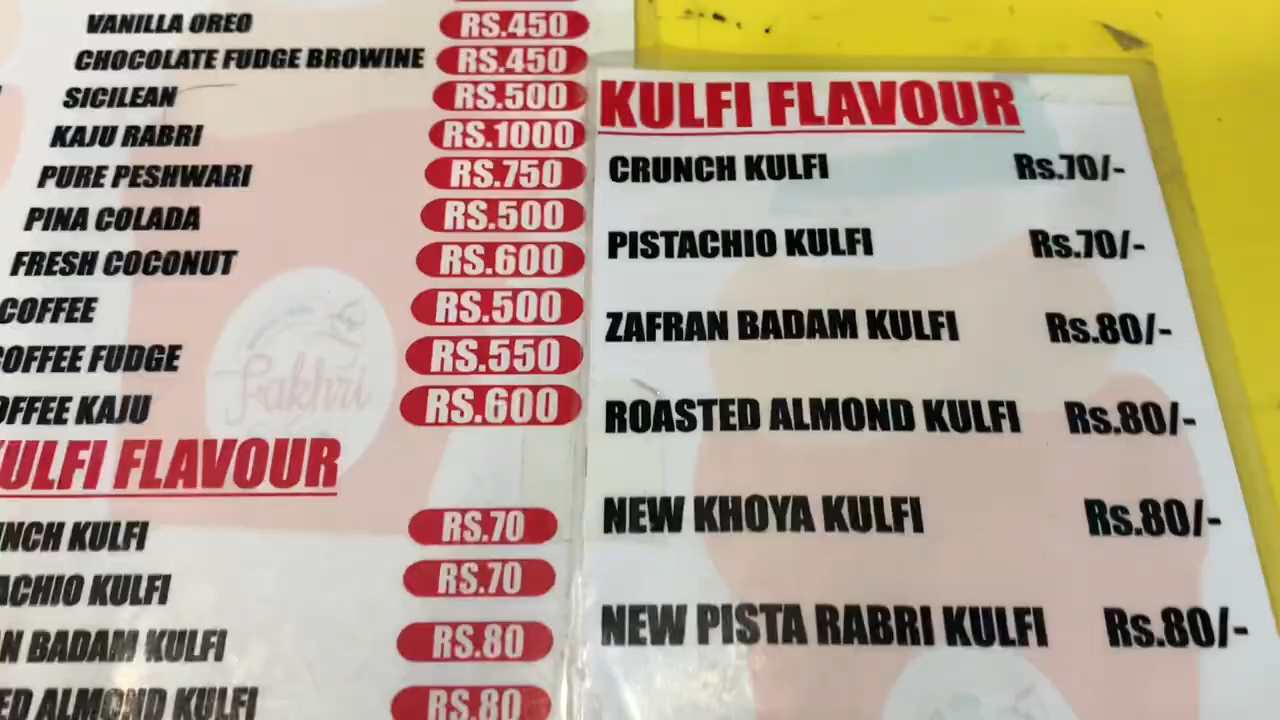 VANILLA OREO RS.450
CHOCOLATE FUDGE BROWINE RS.450
SICILEAN RS.500
KAJU RABRI RS.1000
PURE PESHWARI RS.750
PINA COLADA RS.500
FRESH COCONUT RS.600
COFFEE RS.500
COFFEE FUDGE RS.550
OFFEE KAJU RS.600
ULFI FLAVOUR
NCH KULFI RS.70
ACHIO KULFI RS.70
N BADAM KULFI RS.80
ED ALMOND KULFI RS.80
Fakhri
KULFI FLAVOUR
CRUNCH KULFI Rs.70/-
PISTACHIO KULFI Rs.70/-
ZAFRAN BADAM KULFI Rs.80/-
ROASTED ALMOND KULFI Rs.80/-
NEW KHOYA KULFI Rs.80/-
NEW PISTA RABRI KULFI Rs.80/-